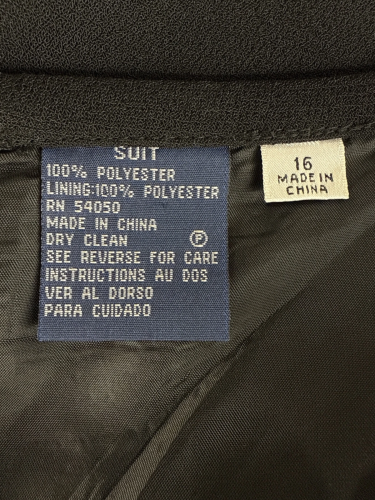 SUIT
100% POLYESTER
LINING:100% POLYESTER
RN 54050
MADE IN CHINA
DRY CLEAN P
SEE REVERSE FOR CARE
INSTRUCTIONS AU DOS
VER AL DORSO
PARA CUIDADO
16
MADE IN
CHINA